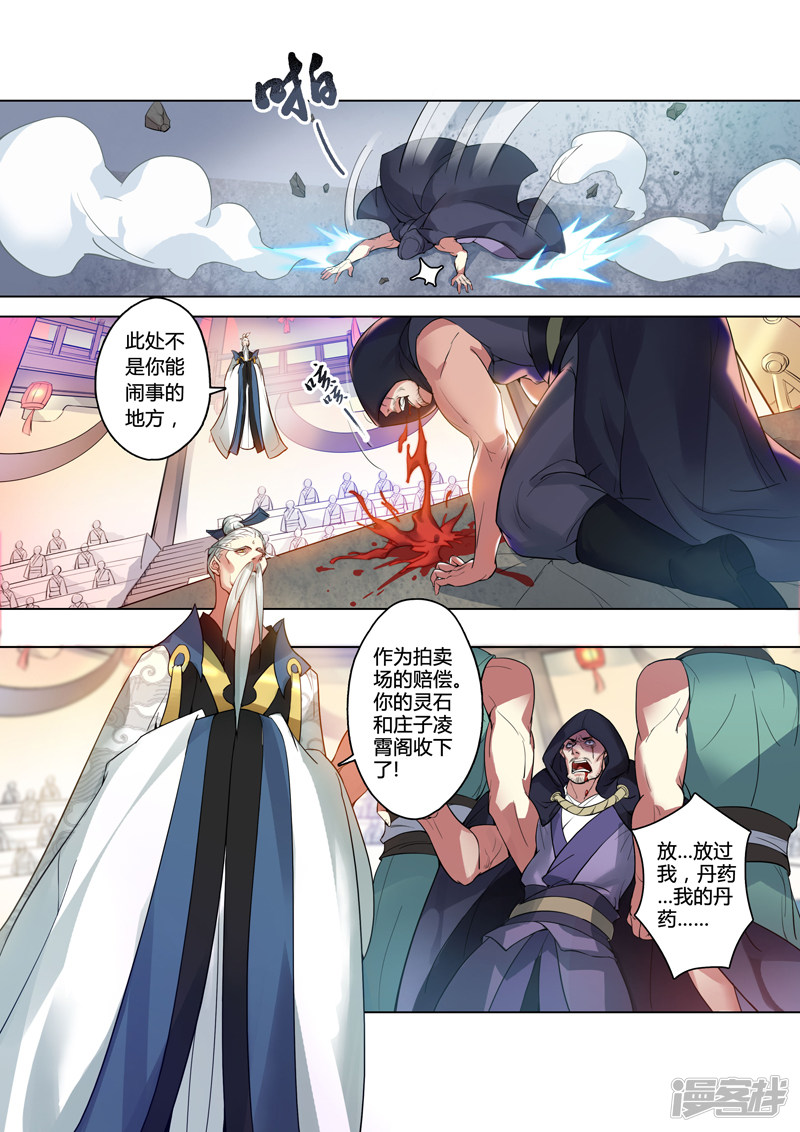 啪
此处不
是你能
闹事的
地方，
咳
咳
作为拍卖
场的赔偿。
你的灵石
和庄子凌
霄阁收下
了！
放…放过
我，丹药
…我的丹
药……
漫客栈